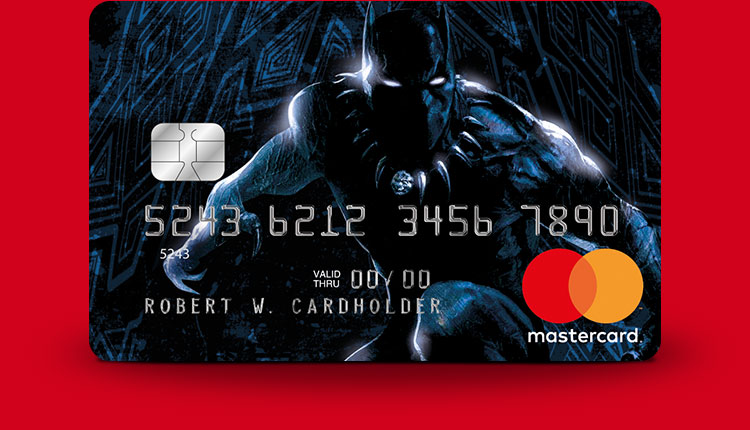 5243 6212 3456 7890
5243
VALID THRU 00/00
ROBERT W. CARDHOLDER
mastercard.